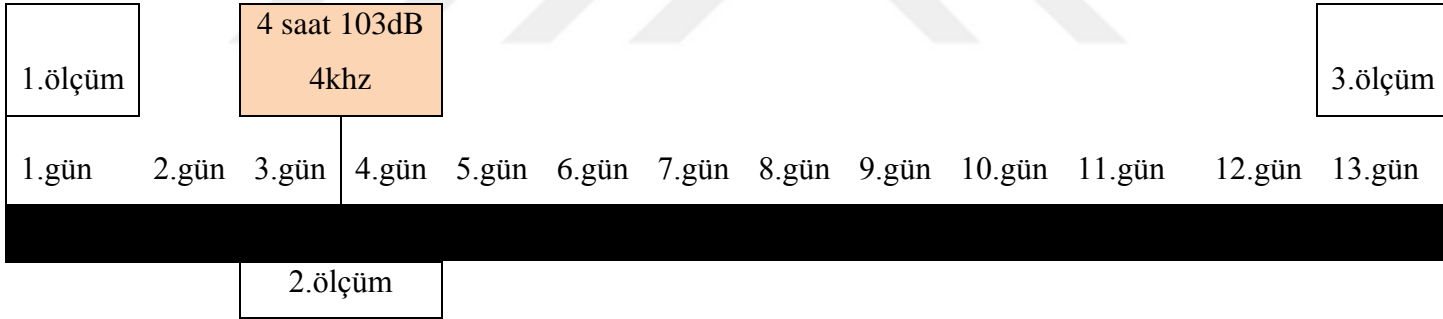 4 saat 103dB
1.ölçüm
4khz
3.ölçüm
1.gün 2.gün 3.gün 4.gün 5.gün 6.gün 7.gün 8.gün 9.gün 10.gün 11.gün 12.gün 13.gün
2.ölçüm